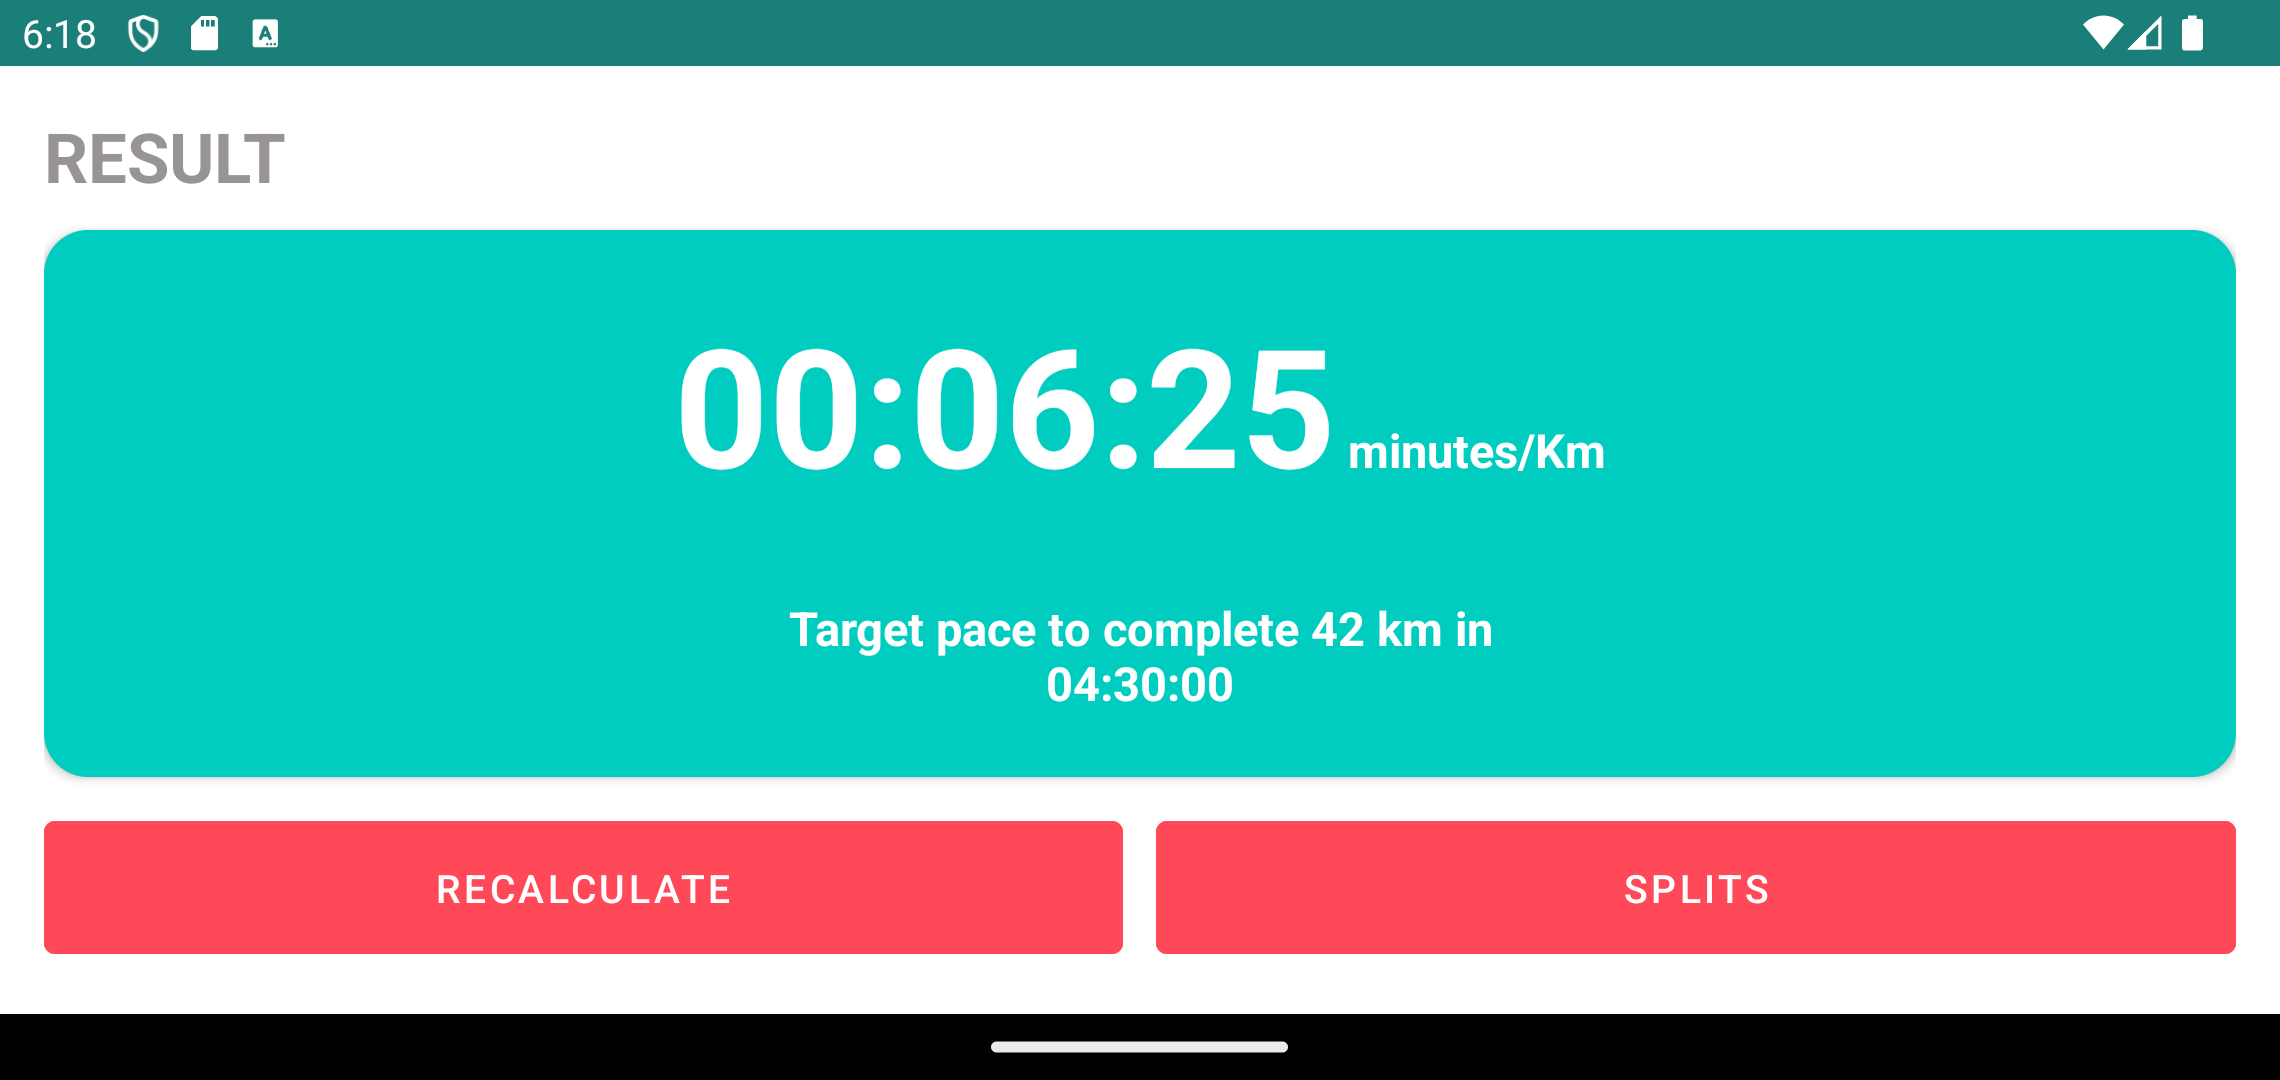 6:18
RESULT
00:06:25 minutes/Km
Target pace to complete 42 km in
04:30:00
RECALCULATE
SPLITS